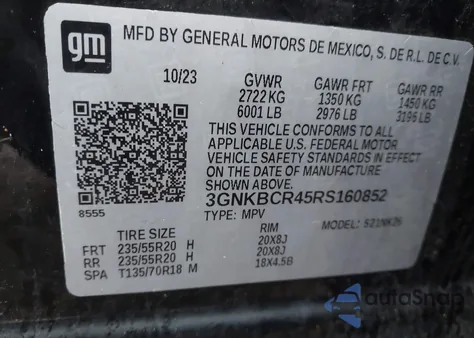 gm
MFD BY GENERAL MOTORS DE MEXICO, S. DE R.L. DE C.V.
10/23 GVWR GAWR FRT GAWR RR
2722 KG 1350 KG 1450 KG
6001 LB 2976 LB 3196 LB
THIS VEHICLE CONFORMS TO ALL
APPLICABLE U.S. FEDERAL MOTOR
VEHICLE SAFETY STANDARDS IN EFFECT
ON THE DATE OF MANUFACTURE
SHOWN ABOVE.
3GNKBCR45RS160852
8555
TYPE: MPV MODEL: S21NK26
TIRE SIZE RIM
FRT 235/55R20 H 20X8J
RR 235/55R20 H 20X8J
SPA T135/70R18 M 18X4.5B
autoSnap